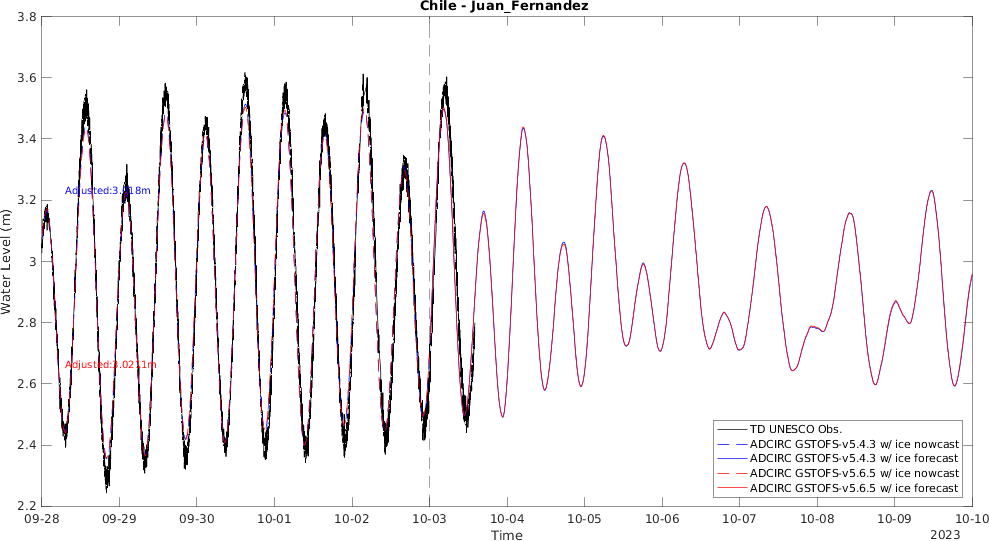 Chile - Juan_Fernandez
3.8
3.6
3.4
3.2
3
2.8
2.6
2.4
2.2
Water Level (m)
Adjusted:3.0211m
TD UNESCO Obs.
ADCIRC GSTOFS-v5.4.3 w/ ice nowcast
ADCIRC GSTOFS-v5.4.3 w/ ice forecast
ADCIRC GSTOFS-v5.6.5 w/ ice nowcast
ADCIRC GSTOFS-v5.6.5 w/ ice forecast
09-28 09-29 09-30 10-01 10-02 10-03 10-04 10-05 10-06 10-07 10-08 10-09 10-10
Time
2023